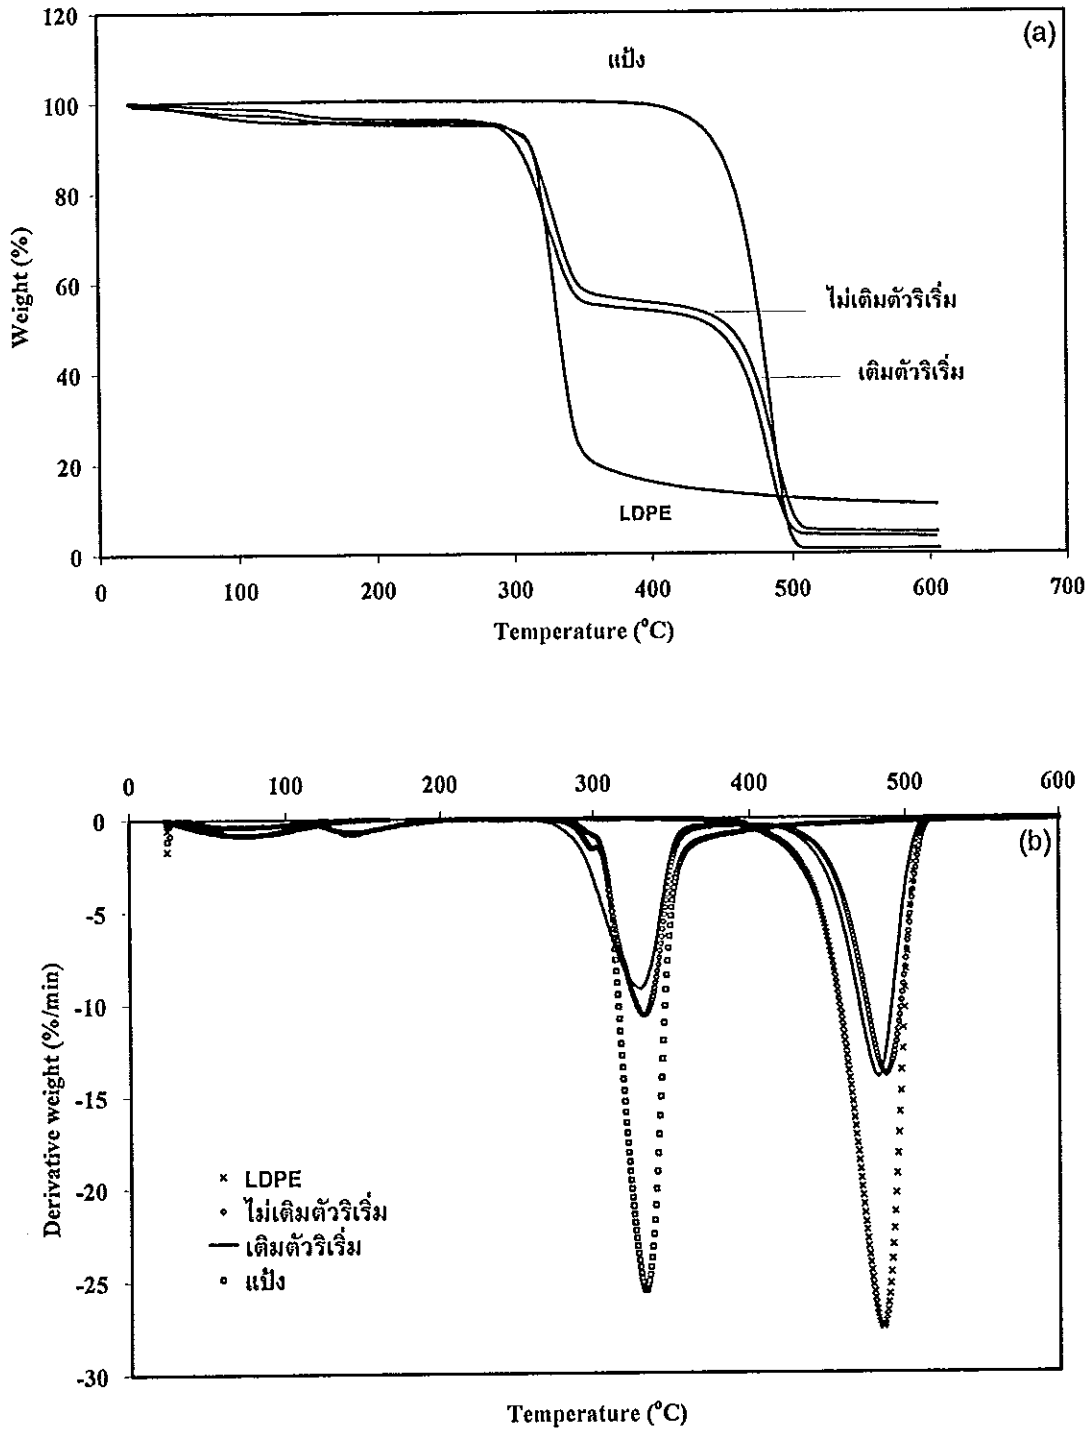 (a)
120
100
80
60
40
20
0
Weight (%)
แป้ง
ไม่เติมตัวริเริ่ม
เติมตัวริเริ่ม
LDPE
0 100 200 300 400 500 600 700
Temperature (°C)
0 100 200 300 400 500 600
(b)
0
-5
-10
-15
-20
-25
-30
Derivative weight (%/min)
LDPE
ไม่เติมตัวริเริ่ม
เติมตัวริเริ่ม
แป้ง
Temperature (°C)